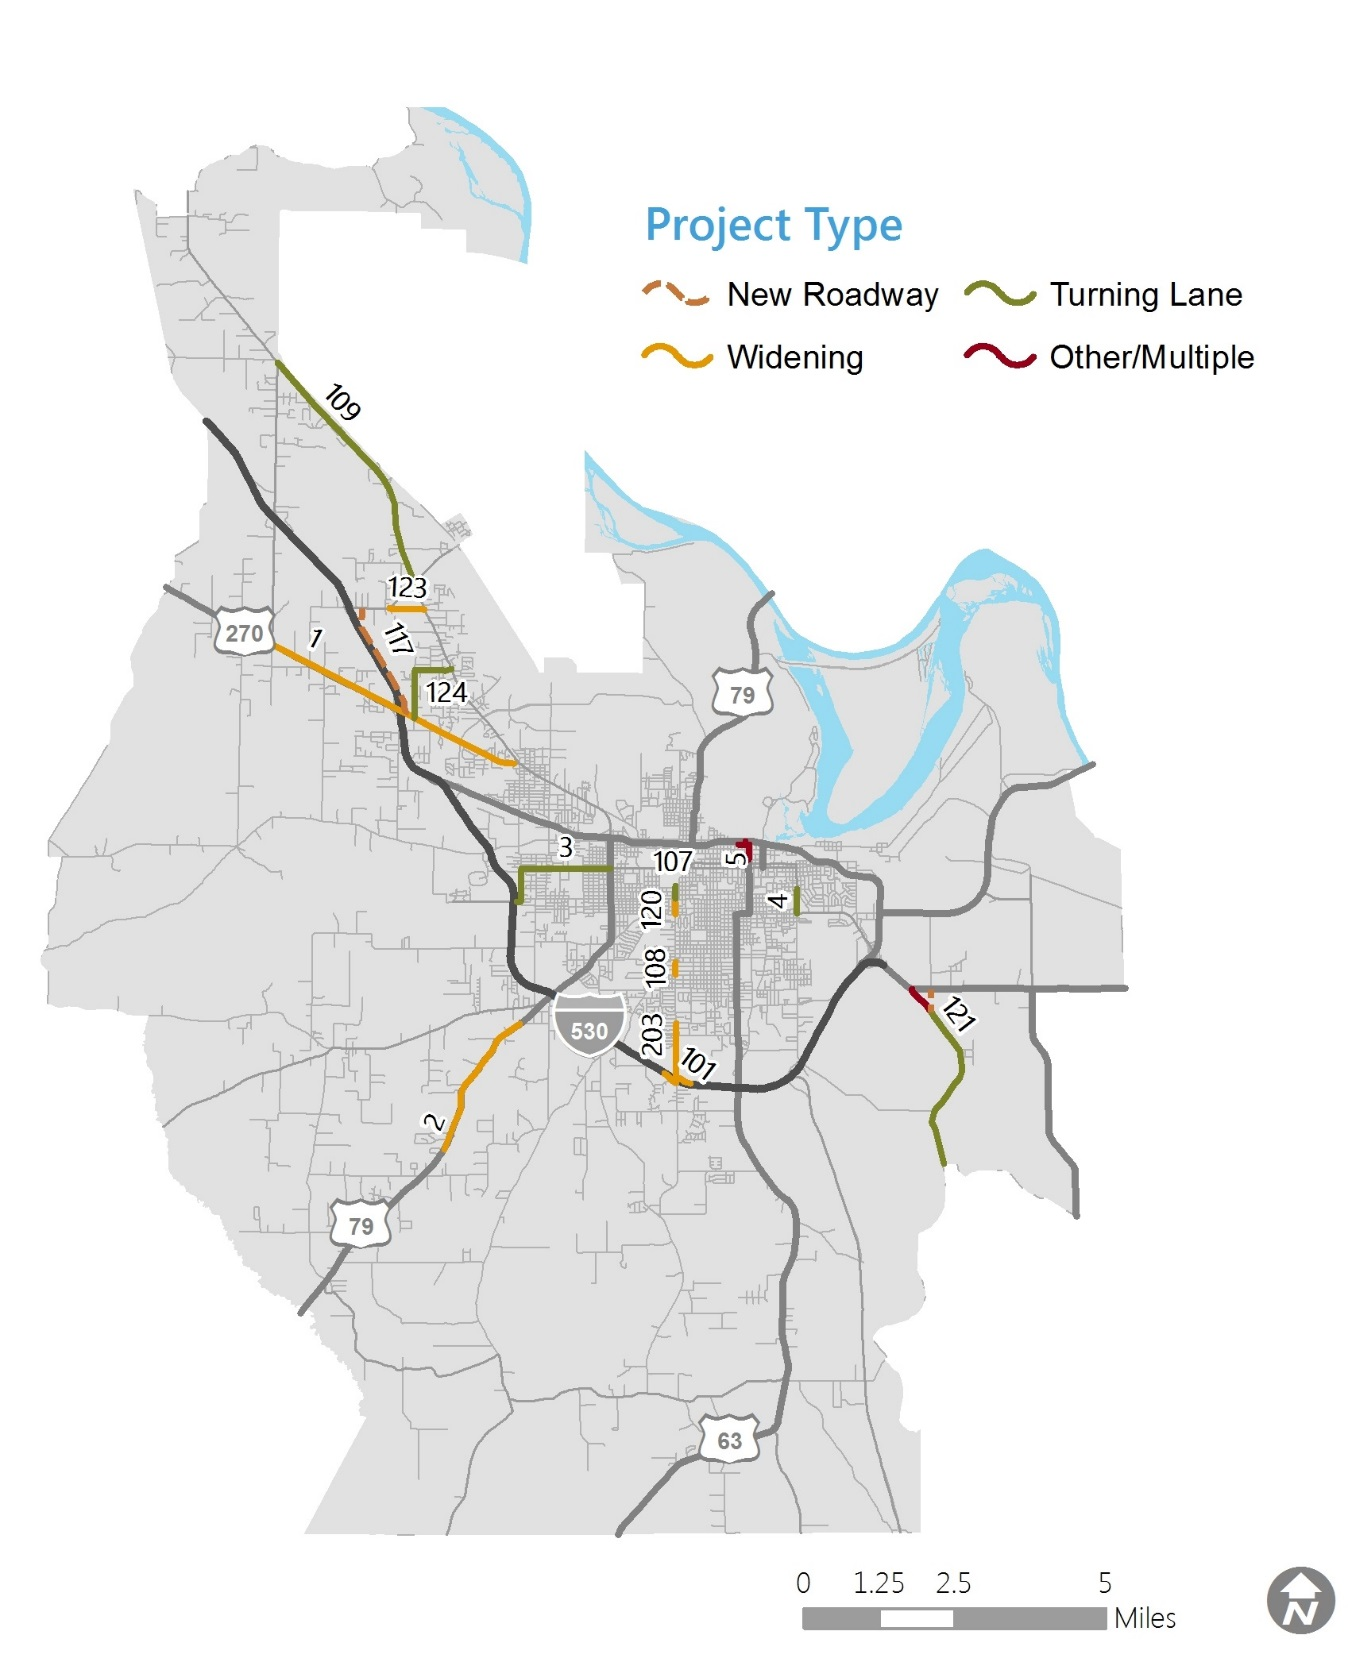 Project Type
New Roadway
Turning Lane
Widening
Other/Multiple
109
123
270
1
117
124
79
3
107
5
120
4
108
121
530
203
101
2
79
63
0 1.25 2.5 5
Miles
N